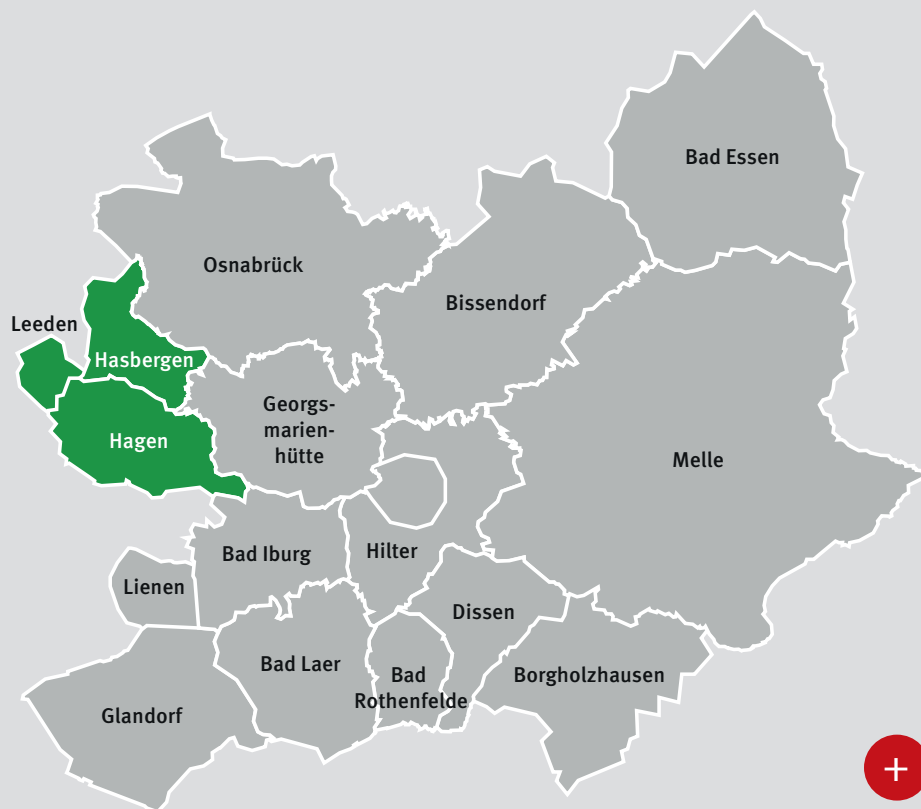 Bad Essen
Osnabrück
Bissendorf
Leeden
Hasbergen
Georgs-
marien-
hütte
Hagen
Melle
Bad Iburg
Hilter
Lienen
Dissen
Bad Laer
Bad
Rothenfelde
Borgholzhausen
Glandorf
+